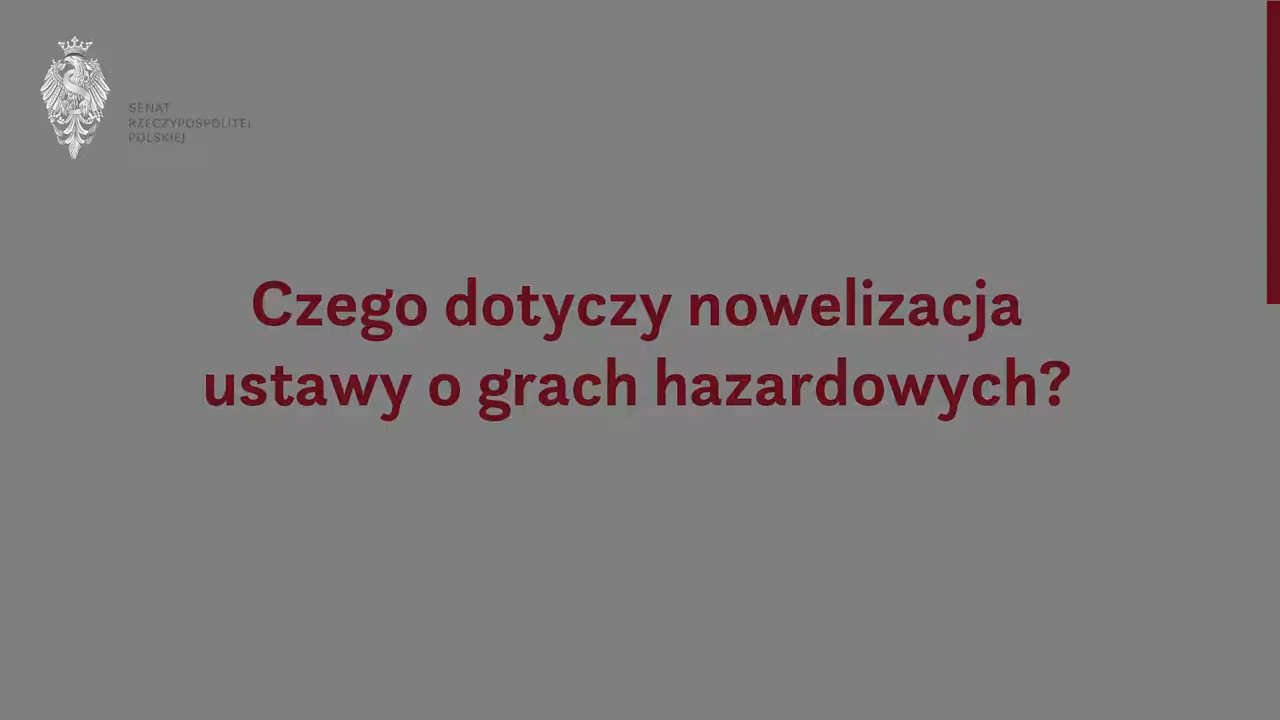 SENAT
RZECZYPOSPOLITEJ
POLSKIEJ
Czego dotyczy nowelizacja
ustawy o grach hazardowych?